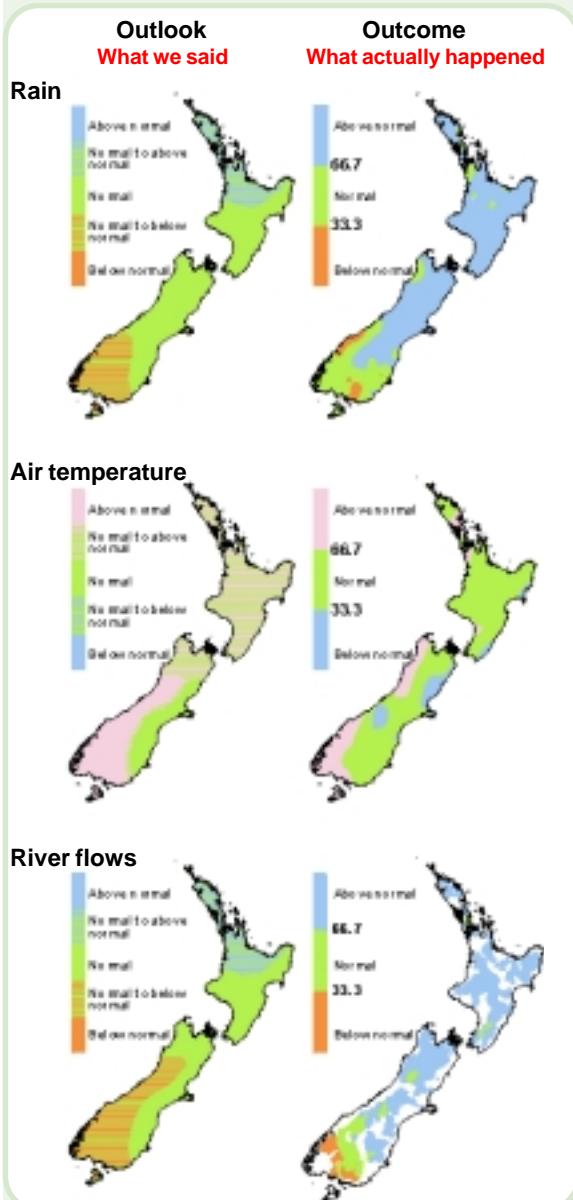 Outlook
Outcome
What we said
What actually happened
Rain
Above normal
Normal to above
normal
Normal
Normal to below
normal
Below normal
Above normal
66.7
Normal
33.3
Below normal
Air temperature
Above normal
Normal to above
normal
Normal
Normal to below
normal
Below normal
Above normal
66.7
Normal
33.3
Below normal
River flows
Above normal
Normal to above
normal
Normal
Normal to below
normal
Below normal
Above normal
66.7
Normal
33.3
Below normal